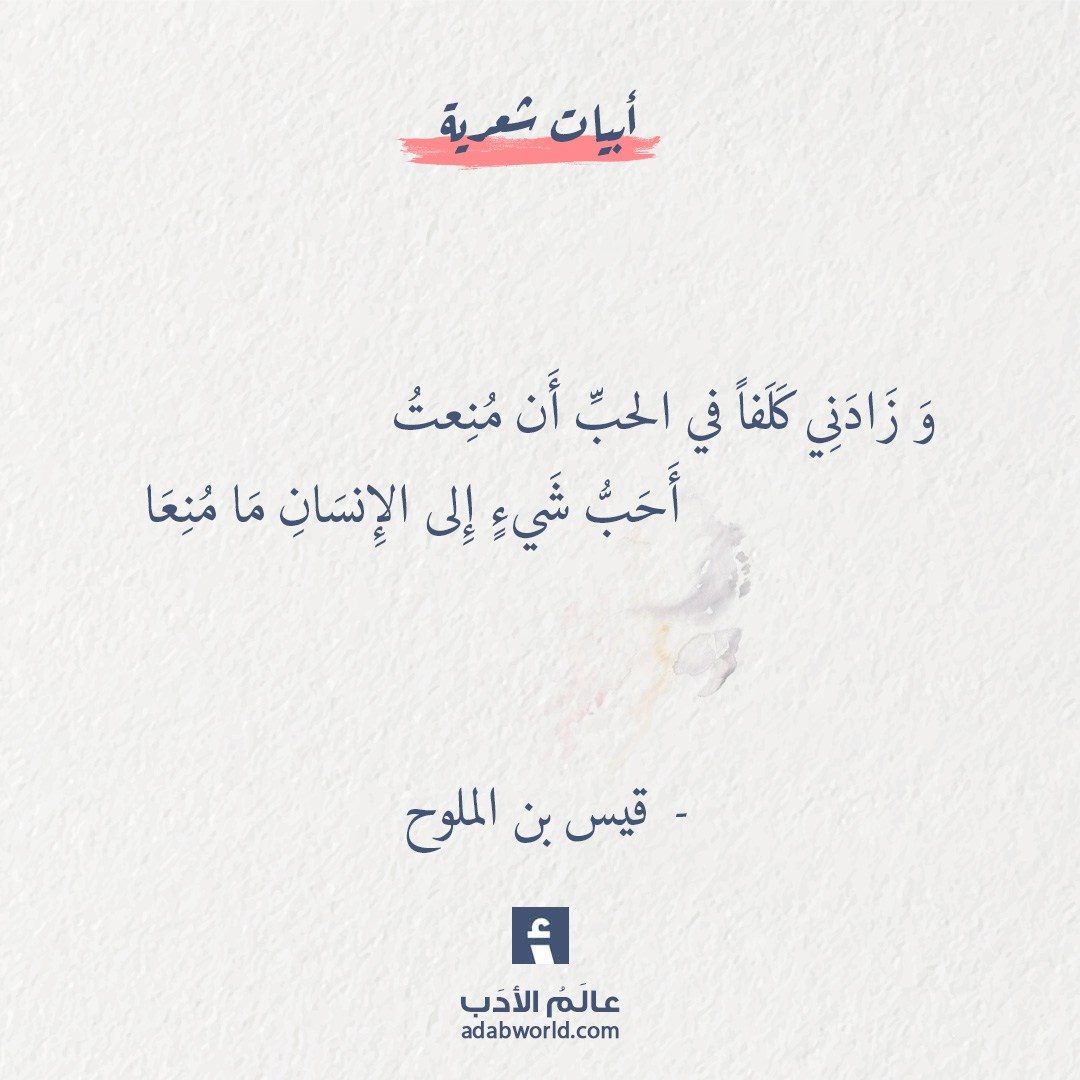 أبيات شعرية
وَ زَادَنِي كَلَفاً في الحبِّ أَن مُنِعتُ
أَحَبُّ شَيءٍ إِلى الإِنسَانِ مَا مُنِعَا
- قيس بن الملوح
أ
عالَمُ الأدَب
adabworld.com